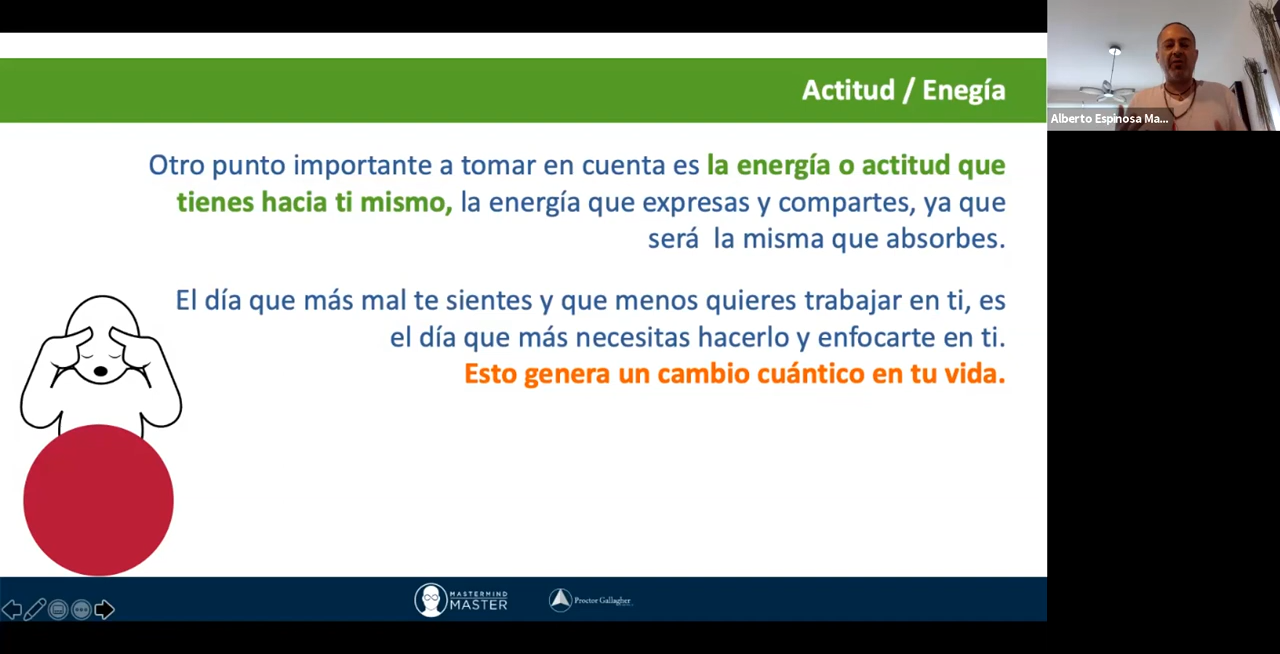 Actitud / Enegía
Alberto Espinosa Ma...
Otro punto importante a tomar en cuenta es la energía o actitud que
tienes hacia ti mismo, la energía que expresas y compartes, ya que
será la misma que absorbes.
El día que más mal te sientes y que menos quieres trabajar en ti, es
el día que más necesitas hacerlo y enfocarte en ti.
Esto genera un cambio cuántico en tu vida.
MASTERMIND
MASTER
Proctor Gallagher